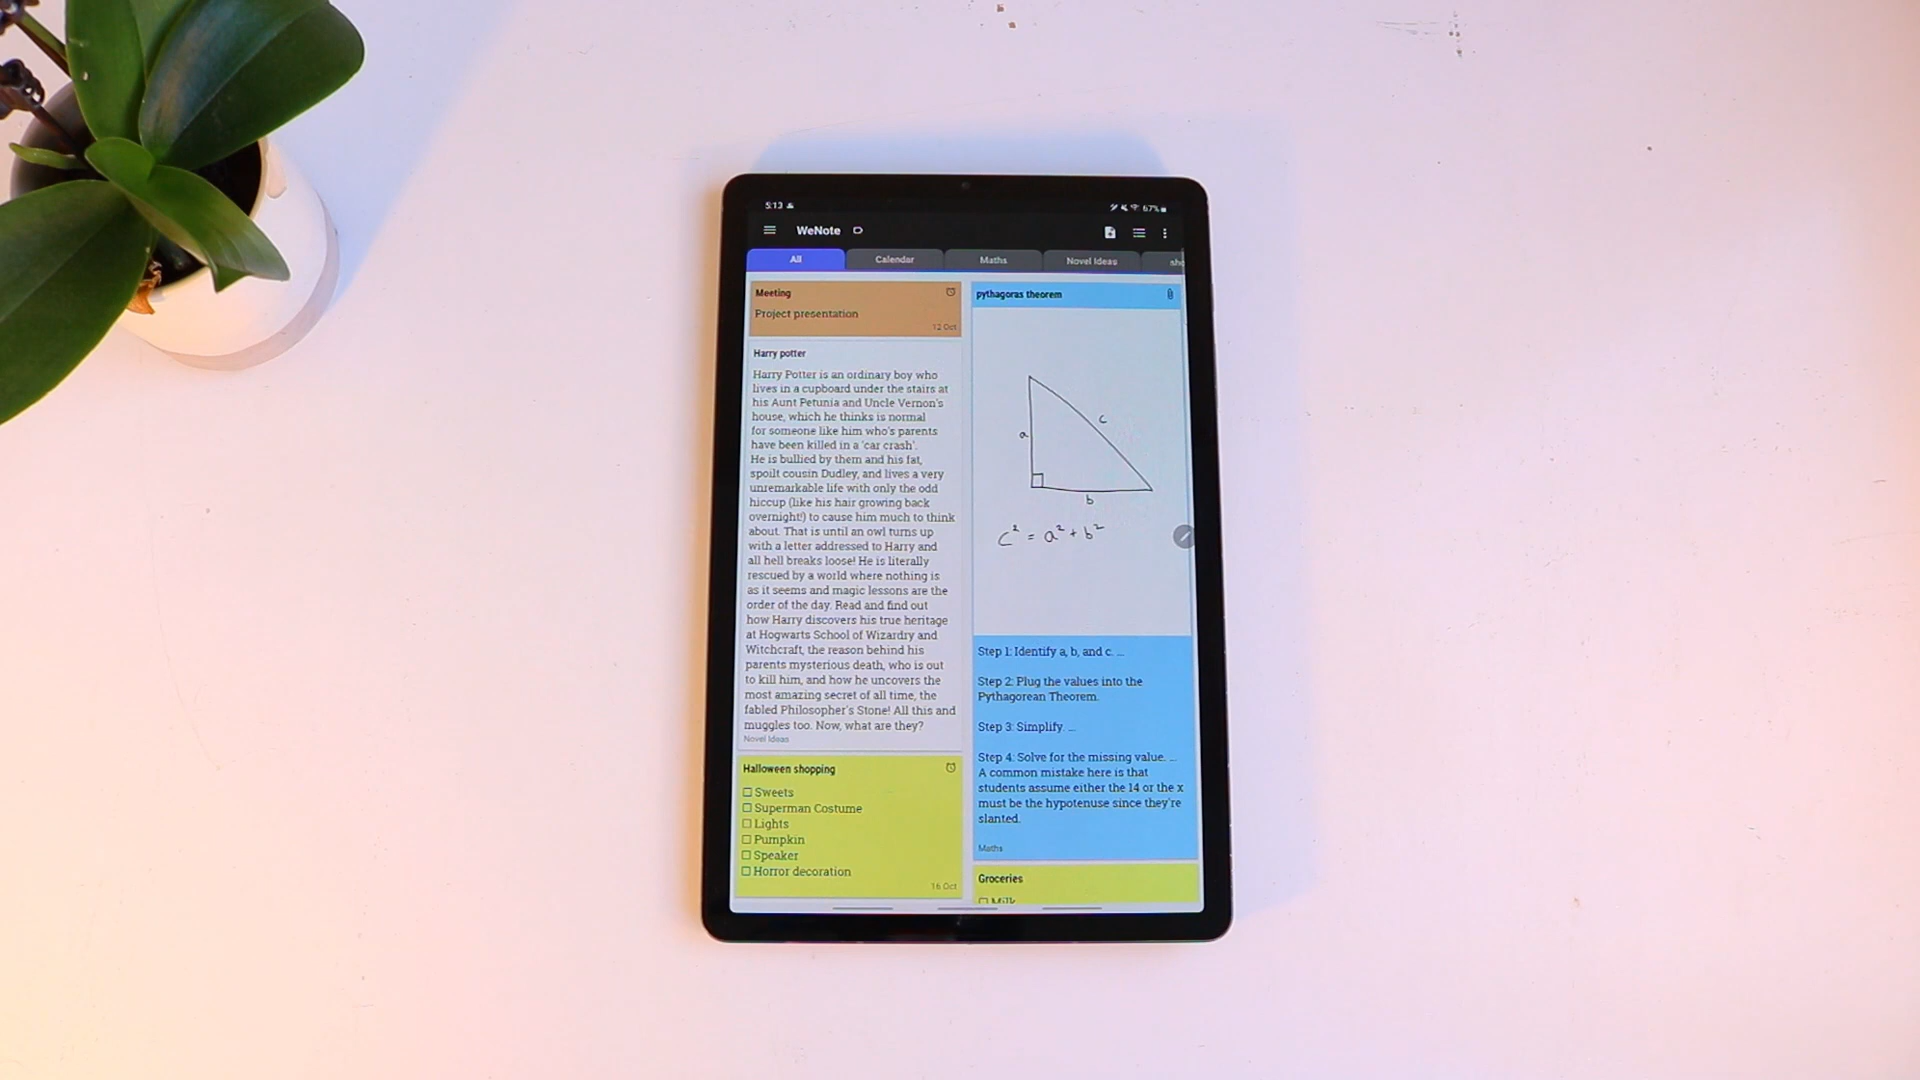 5:13
67%
WeNote
All
Calendar
Maths
Novel Ideas
sho
Meeting
Project presentation
12 Oct
Harry potter
Harry Potter is an ordinary boy who
lives in a cupboard under the stairs at
his Aunt Petunia and Uncle Vernon's
house, which he thinks is normal
for someone like him who's parents
have been killed in a 'car crash'.
He is bullied by them and his fat,
spoilt cousin Dudley, and lives a very
unremarkable life with only the odd
hiccup (like his hair growing back
overnight!) to cause him much to think
about. That is until an owl turns up
with a letter addressed to Harry and
all hell breaks loose! He is literally
rescued by a world where nothing is
as it seems and magic lessons are the
order of the day. Read and find out
how Harry discovers his true heritage
at Hogwarts School of Wizardry and
Witchcraft, the reason behind his
parents mysterious death, who is out
to kill him, and how he uncovers the
most amazing secret of all time, the
fabled Philosopher's Stone! All this and
muggles too. Now, what are they?
Novel Ideas
Halloween shopping
Sweets
Superman Costume
Lights
Pumpkin
Speaker
Horror decoration
16 Oct
pythagoras theorem
c
a
b
c² = a² + b²
Step 1: Identify a, b, and c. ...
Step 2: Plug the values into the
Pythagorean Theorem.
Step 3: Simplify. ...
Step 4: Solve for the missing value. ...
A common mistake here is that
students assume either the 14 or the x
must be the hypotenuse since they're
slanted.
Maths
Groceries
Milk